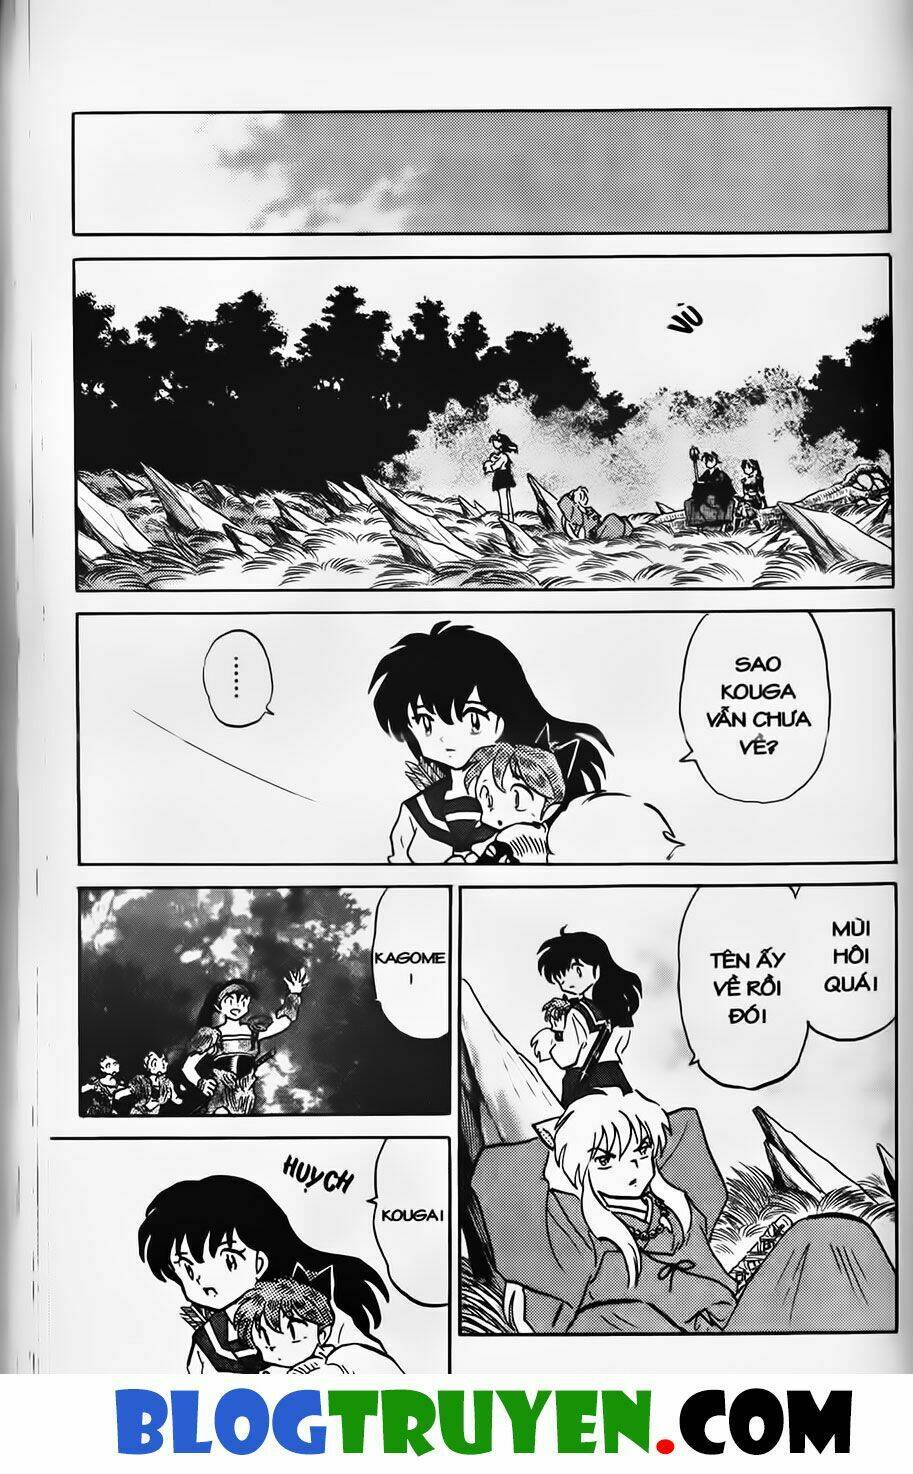 VÙ
SAO
KOUGA
VẪN CHƯA
VỀ?
......
MÙI
HÔI
QUÁ!
TÊN ẤY
VỀ RỒI
ĐÓ!
KAGOME
!
KOUGA!
HUỴCH
BLOGTRUYEN.COM